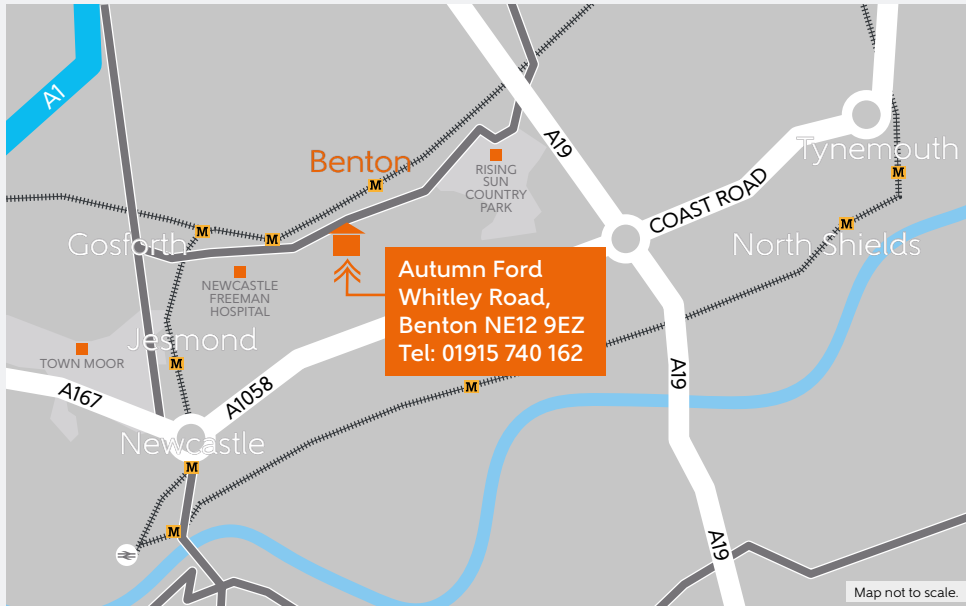 A1
A19
Benton
M
RISING
SUN
COUNTRY
PARK
Tynemouth
M
COAST ROAD
M
M
M
Gosforth
North Shields
NEWCASTLE
FREEMAN
HOSPITAL
Autumn Ford
Whitley Road,
Benton NE12 9EZ
Tel: 01915 740 162
Jesmond
TOWN MOOR
M
A167
A1058
M
A19
Newcastle
M
M
A19
Map not to scale.